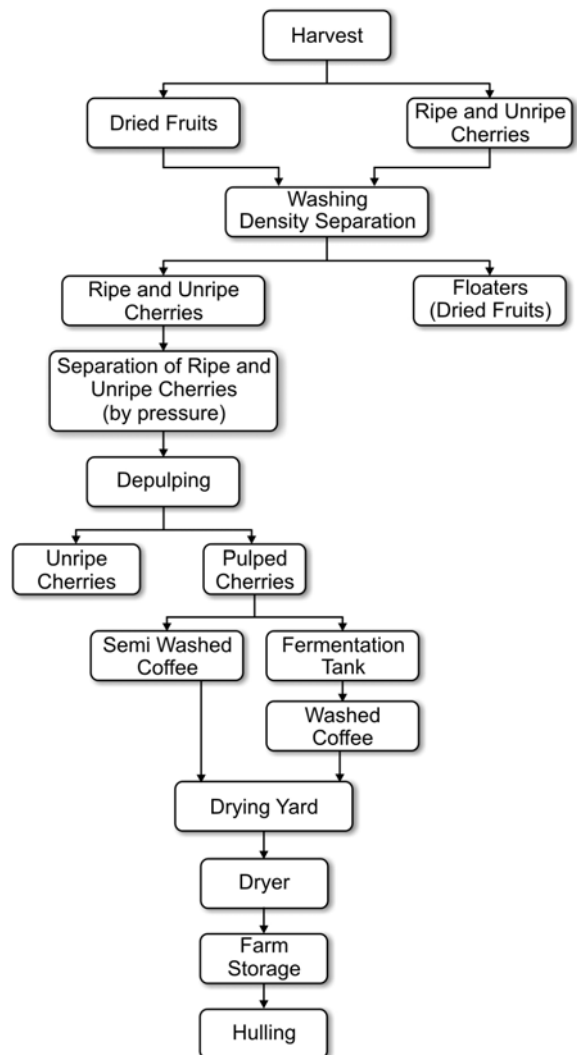 Harvest
Dried Fruits
Ripe and Unripe
Cherries
Washing
Density Separation
Ripe and Unripe
Cherries
Floaters
(Dried Fruits)
Separation of Ripe and
Unripe Cherries
(by pressure)
Depulping
Unripe
Cherries
Pulped
Cherries
Semi Washed
Coffee
Fermentation
Tank
Washed
Coffee
Drying Yard
Dryer
Farm
Storage
Hulling